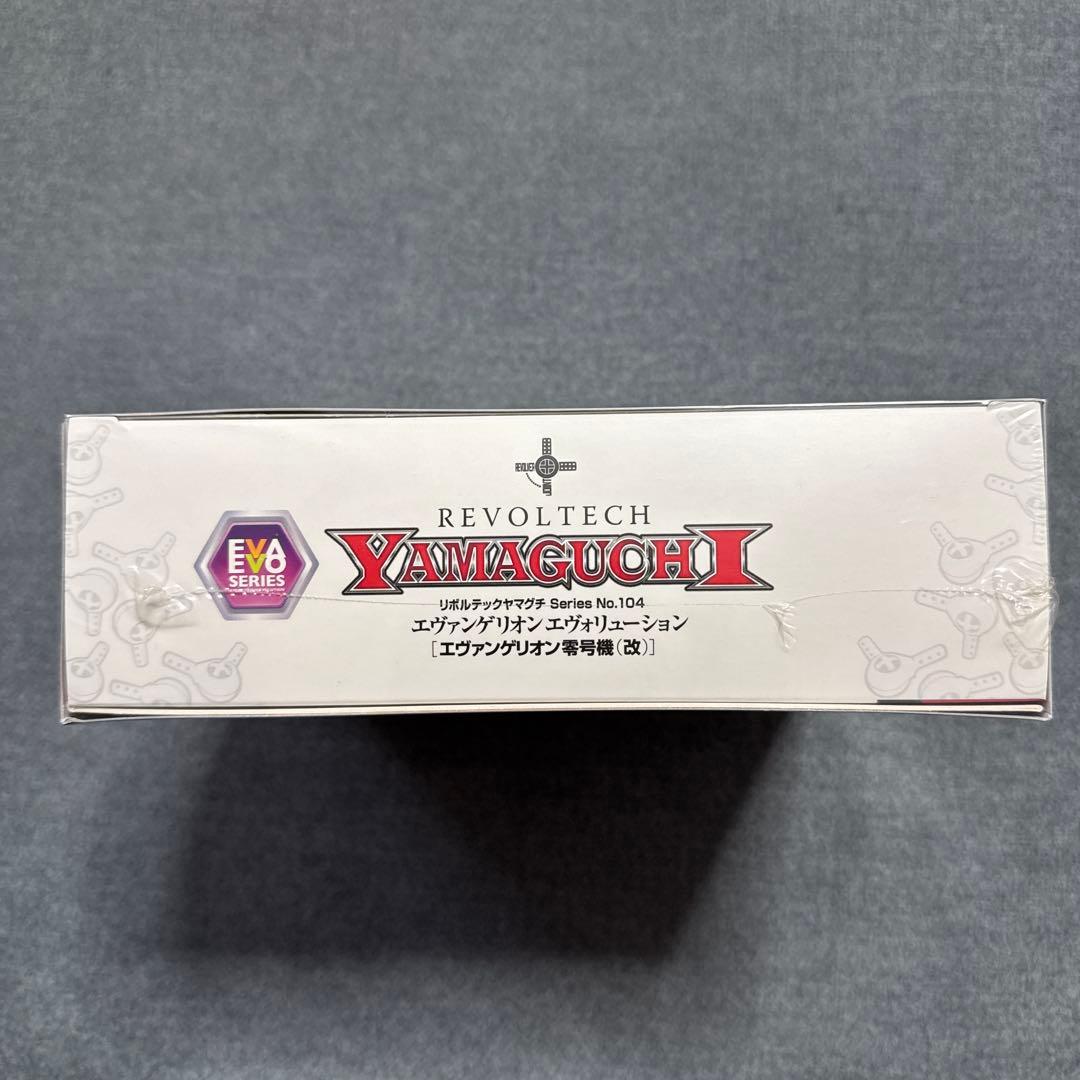 REVOLVER
JOINT
REVOLTECH
YAMAGUCHI
EVA
EVO
SERIES
リボルテックヤマグチ Series No.104
エヴァンゲリオン エヴォリューション
[エヴァンゲリオン零号機(改)]